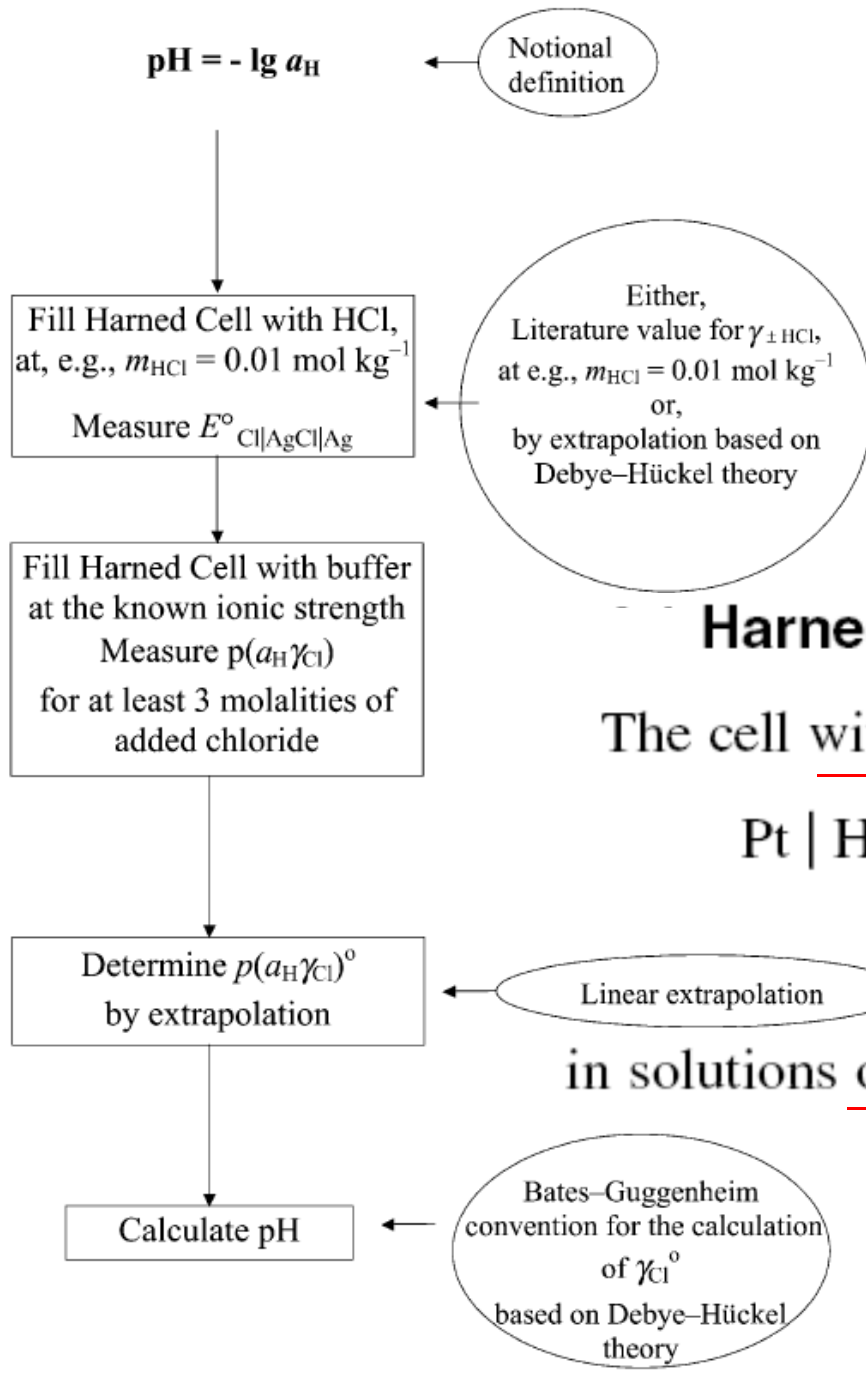 pH = - lg aH
Notional
definition
Fill Harned Cell with HCl,
at, e.g., mHCl = 0.01 mol kg⁻¹
Measure E° Cl|AgCl|Ag
Either,
Literature value for γ ± HCl,
at e.g., mHCl = 0.01 mol kg⁻¹
or,
by extrapolation based on
Debye–Hückel theory
Fill Harned Cell with buffer
at the known ionic strength
Measure p(aHγCl)
for at least 3 molalities of
added chloride
Harne
The cell wi
Pt | H
Determine p(aHγCl)°
by extrapolation
Linear extrapolation
in solutions
Calculate pH
Bates–Guggenheim
convention for the calculation
of γCl°
based on Debye–Hückel
theory